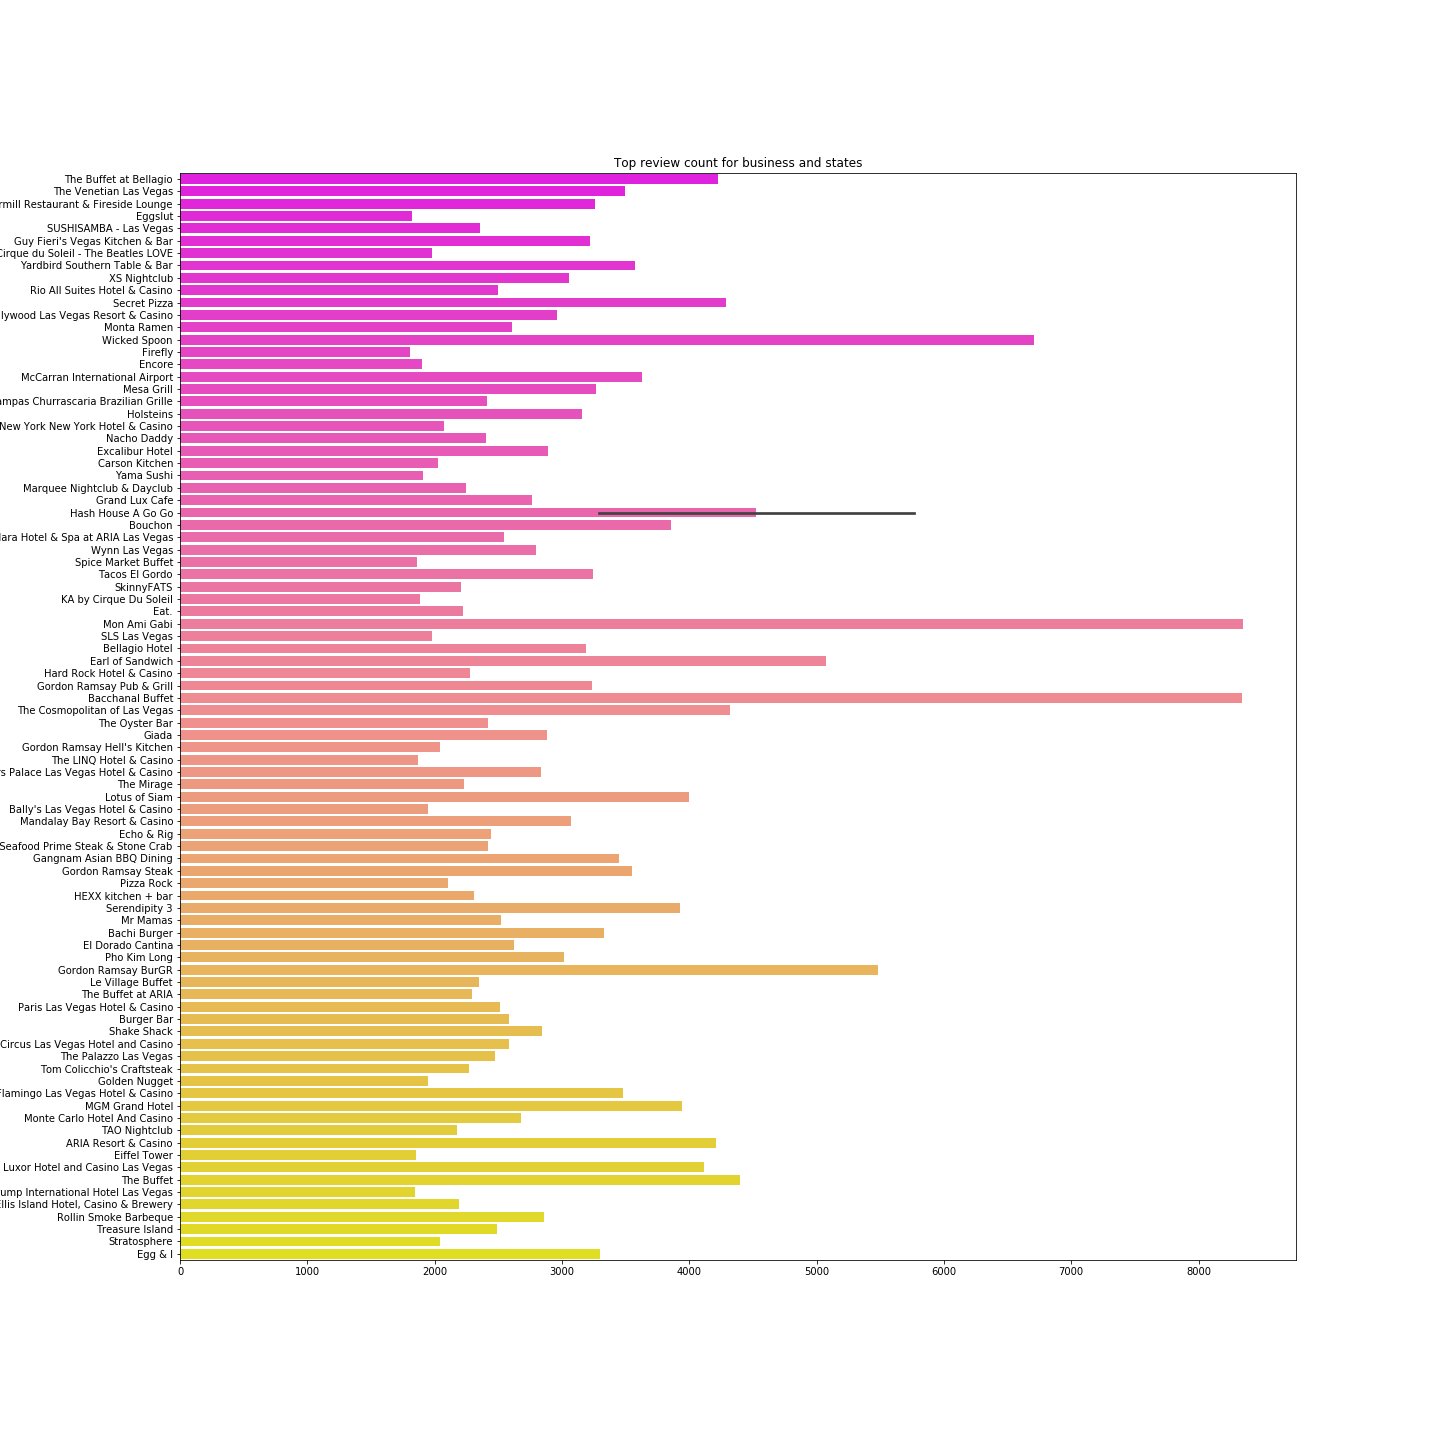 Top review count for business and states
The Buffet at Bellagio
The Venetian Las Vegas
Restaurant & Fireside Lounge
Eggslut
SUSHISAMBA - Las Vegas
Guy Fieri's Vegas Kitchen & Bar
Cirque du Soleil - The Beatles LOVE
Yardbird Southern Table & Bar
XS Nightclub
Rio All Suites Hotel & Casino
Secret Pizza
Las Vegas Resort & Casino
Monta Ramen
Wicked Spoon
Firefly
Encore
McCarran International Airport
Mesa Grill
Churrascaria Brazilian Grille
Holsteins
New York New York Hotel & Casino
Nacho Daddy
Excalibur Hotel
Carson Kitchen
Yama Sushi
Marquee Nightclub & Dayclub
Grand Lux Cafe
Hash House A Go Go
Bouchon
Hotel & Spa at ARIA Las Vegas
Wynn Las Vegas
Spice Market Buffet
Tacos El Gordo
SkinnyFATS
KA by Cirque Du Soleil
Eat.
Mon Ami Gabi
SLS Las Vegas
Bellagio Hotel
Earl of Sandwich
Hard Rock Hotel & Casino
Gordon Ramsay Pub & Grill
Bacchanal Buffet
The Cosmopolitan of Las Vegas
The Oyster Bar
Giada
Gordon Ramsay Hell's Kitchen
The LINQ Hotel & Casino
Palace Las Vegas Hotel & Casino
The Mirage
Lotus of Siam
Bally's Las Vegas Hotel & Casino
Mandalay Bay Resort & Casino
Echo & Rig
Seafood Prime Steak & Stone Crab
Gangnam Asian BBQ Dining
Gordon Ramsay Steak
Pizza Rock
HEXX kitchen + bar
Serendipity 3
Mr Mamas
Bachi Burger
El Dorado Cantina
Pho Kim Long
Gordon Ramsay BurGR
Le Village Buffet
The Buffet at ARIA
Paris Las Vegas Hotel & Casino
Burger Bar
Shake Shack
Circus Las Vegas Hotel and Casino
The Palazzo Las Vegas
Tom Colicchio's Craftsteak
Golden Nugget
Flamingo Las Vegas Hotel & Casino
MGM Grand Hotel
Monte Carlo Hotel And Casino
TAO Nightclub
ARIA Resort & Casino
Eiffel Tower
Luxor Hotel and Casino Las Vegas
The Buffet
International Hotel Las Vegas
Ellis Island Hotel, Casino & Brewery
Rollin Smoke Barbeque
Treasure Island
Stratosphere
Egg & I
0 1000 2000 3000 4000 5000 6000 7000 8000